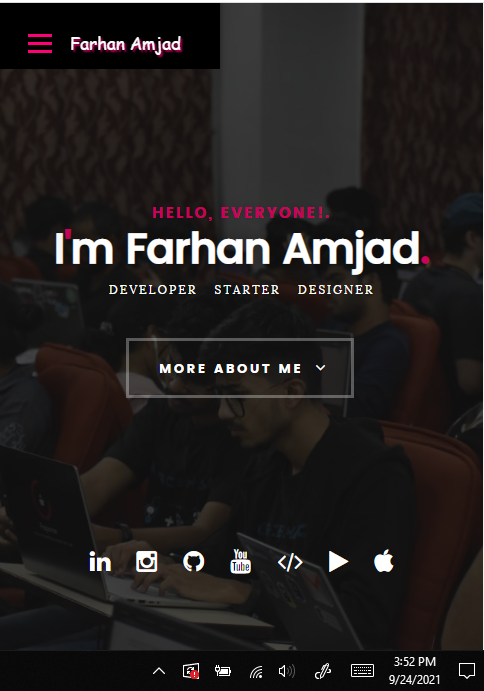 Farhan Amjad
HELLO, EVERYONE!.
I'm Farhan Amjad.
DEVELOPER STARTER DESIGNER
MORE ABOUT ME
You
Tube
3:52 PM
9/24/2021